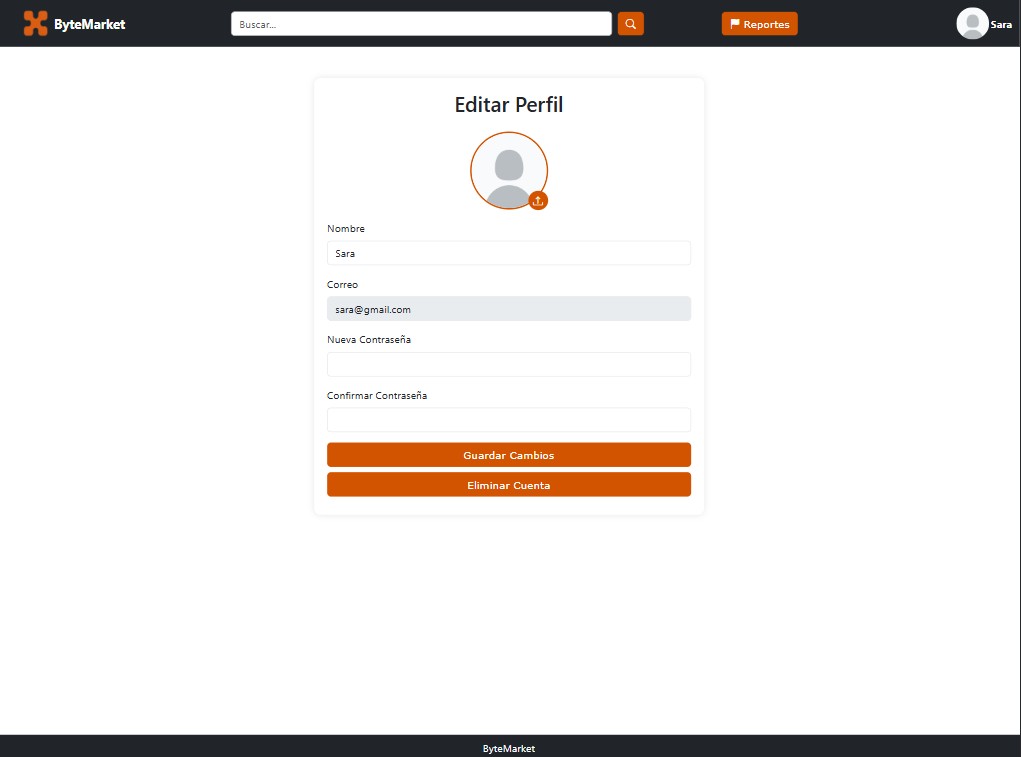 ByteMarket
Buscar...
Reportes
Sara
Editar Perfil
Nombre
Sara
Correo
sara@gmail.com
Nueva Contraseña
Confirmar Contraseña
Guardar Cambios
Eliminar Cuenta
ByteMarket